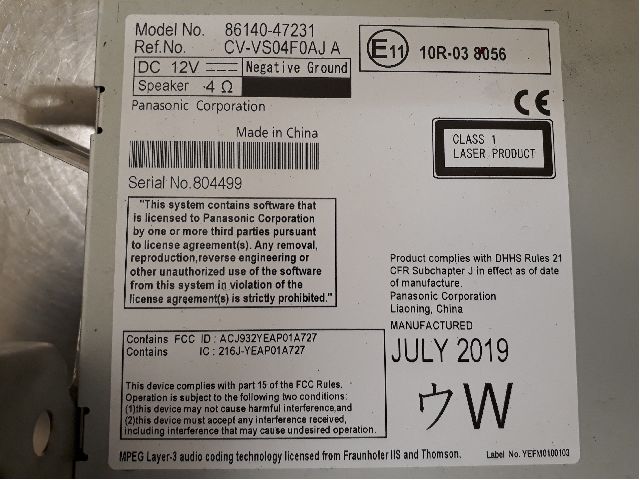 Model No. 86140-47231
Ref.No. CV-VS04F0AJ A
DC 12V Negative Ground
Speaker 4 Ω
Panasonic Corporation
E11 10R-03 8056
CE
Made in China
CLASS 1
LASER PRODUCT
Serial No.804499
"This system contains software that
is licensed to Panasonic Corporation
by one or more third parties pursuant
to license agreement(s). Any removal,
reproduction,reverse engineering or
other unauthorized use of the software
from this system in violation of the
license agreement(s) is strictly prohibited."
Product complies with DHHS Rules 21
CFR Subchapter J in effect as of date
of manufacture.
Panasonic Corporation
Liaoning, China
MANUFACTURED
JULY 2019
ウW
Contains FCC ID : ACJ932YEAP01A727
Contains IC : 216J-YEAP01A727
This device complies with part 15 of the FCC Rules.
Operation is subject to the following two conditions:
(1)this device may not cause harmful interference,and
(2)this device must accept any interference received,
including interference that may cause undesired operation.
MPEG Layer-3 audio coding technology licensed from Fraunhofer IIS and Thomson.
Label No. YEFM0100103